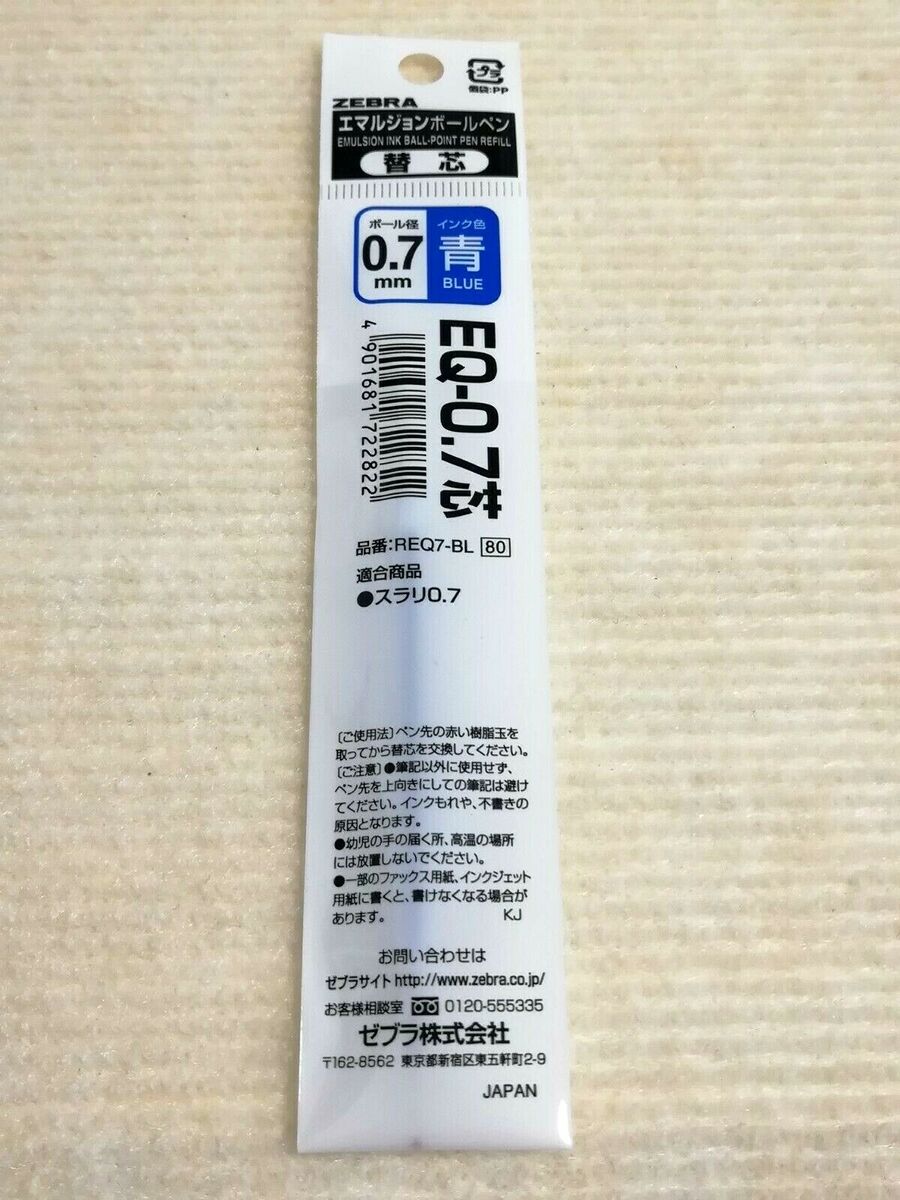 プラ
個袋:PP
ZEBRA
エマルジョンボールペン
EMULSION INK BALL-POINT PEN REFILL
替芯
ボール径
0.7
mm
インク色
青
BLUE
EQ-0.7芯
4901681722822
品番:REQ7-BL 80
適合商品
●スラリ0.7
〔ご使用法〕ペン先の赤い樹脂玉を
取ってから替芯を交換してください。
〔ご注意〕●筆記以外に使用せず、
ペン先を上向きにしての筆記は避け
てください。インクもれや、不書きの
原因となります。
●幼児の手の届く所、高温の場所
には放置しないでください。
●一部のファックス用紙、インクジェット
用紙に書くと、書けなくなる場合が
あります。 KJ
お問い合わせは
ゼブラサイト http://www.zebra.co.jp/
お客様相談室 0120-555335
ゼブラ株式会社
〒162-8562 東京都新宿区東五軒町2-9
JAPAN